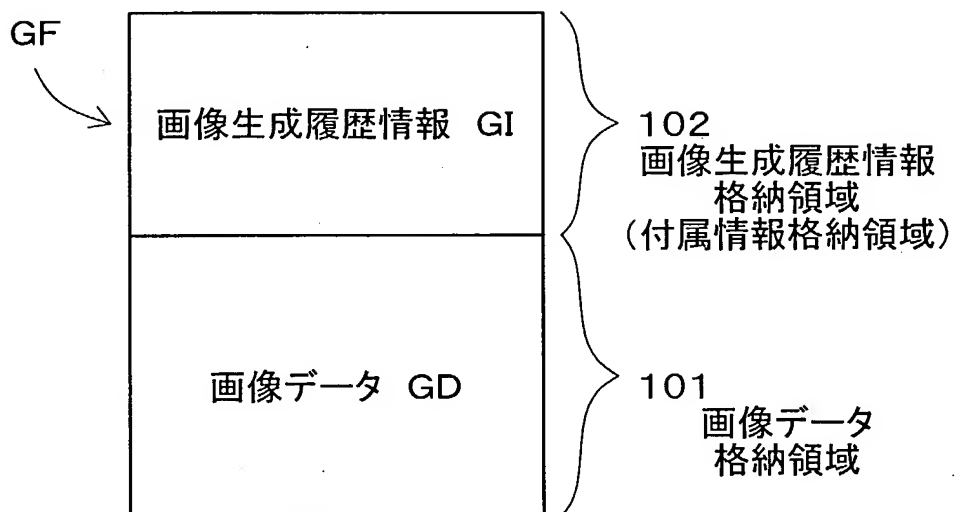 GF
画像生成履歴情報 GI
102
画像生成履歴情報
格納領域
(付属情報格納領域)
画像データ GD
101
画像データ
格納領域